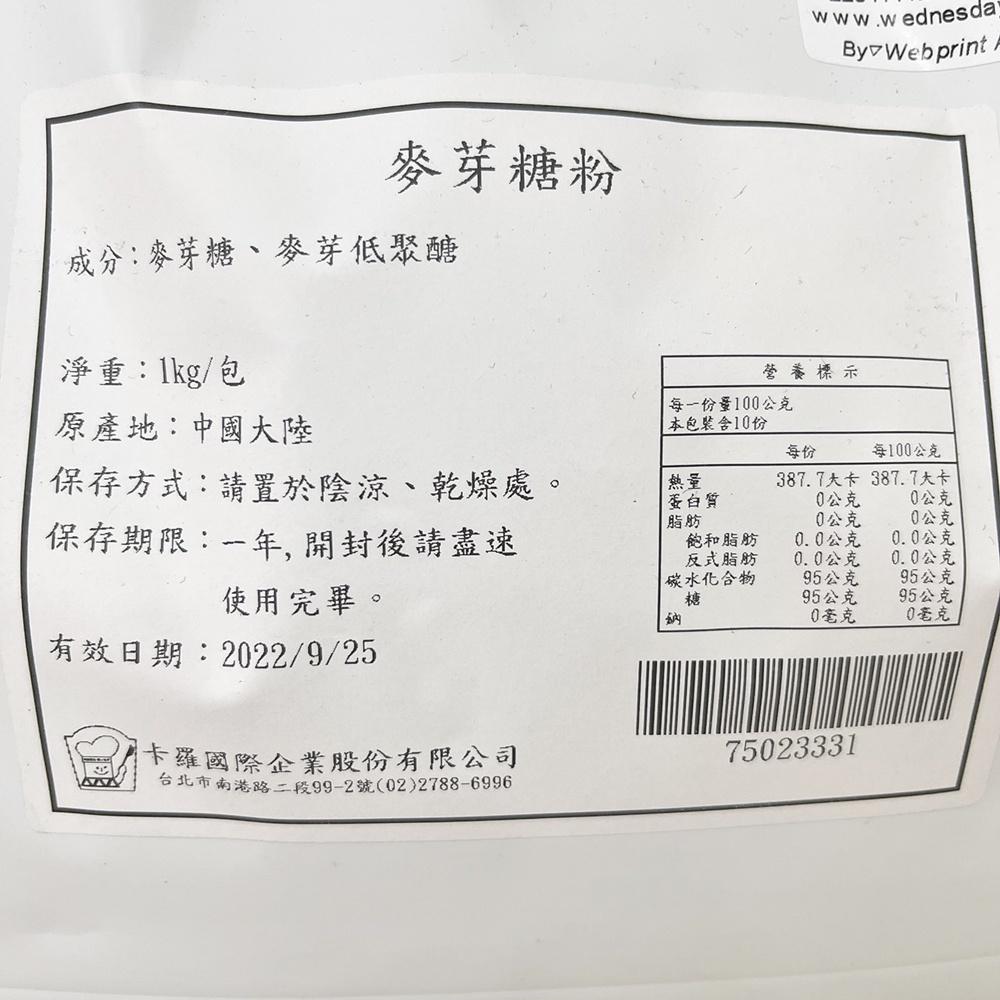 www.wednesday
By▽Webprint
麥芽糖粉
成分:麥芽糖、麥芽低聚醣
淨重:1kg/包
原產地:中國大陸
保存方式:請置於陰涼、乾燥處。
保存期限:一年,開封後請盡速
使用完畢。
有效日期:2022/9/25
營養標示
每一份量100公克
本包裝含10份
每份 每100公克
熱量 387.7大卡 387.7大卡
蛋白質 0公克 0公克
脂肪 0公克 0公克
飽和脂肪 0.0公克 0.0公克
反式脂肪 0.0公克 0.0公克
碳水化合物 95公克 95公克
糖 95公克 95公克
鈉 0毫克 0毫克
75023331
卡羅國際企業股份有限公司
台北市南港路二段99-2號(02)2788-6996